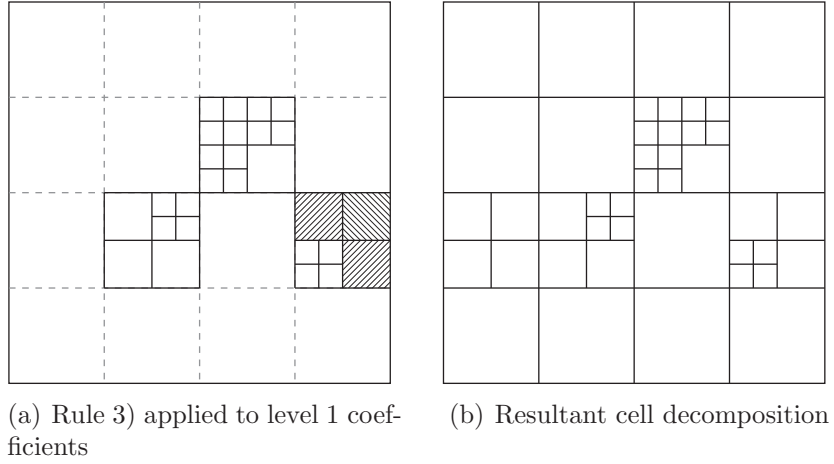 (a) Rule 3) applied to level 1 coef-
ficients
(b) Resultant cell decomposition